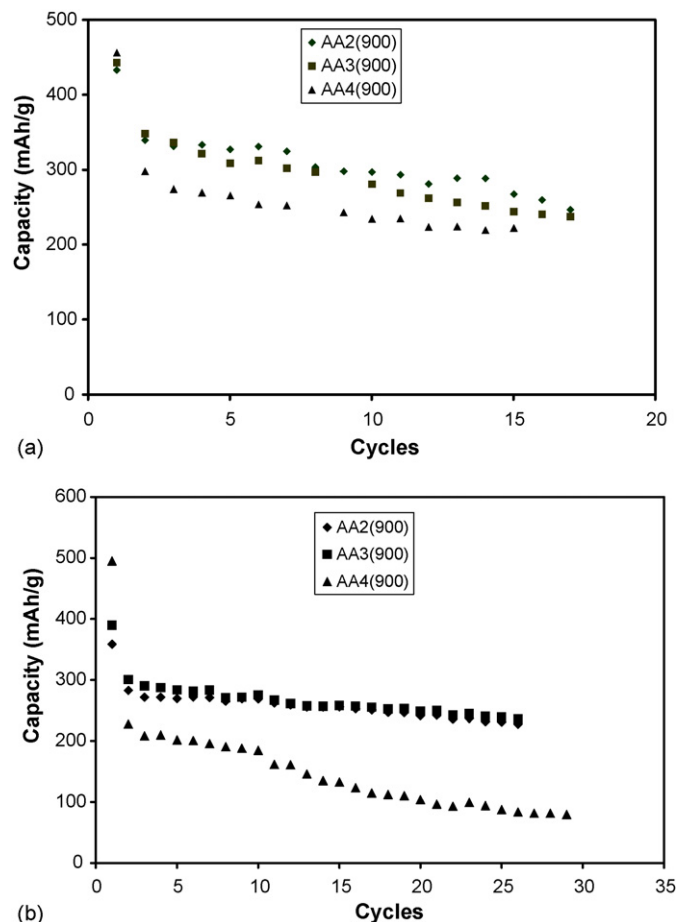 500
400
300
200
100
0
Capacity (mAh/g)
AA2(900)
AA3(900)
AA4(900)
0 5 10 15 20
Cycles
(a)
600
500
400
300
200
100
0
Capacity (mAh/g)
AA2(900)
AA3(900)
AA4(900)
0 5 10 15 20 25 30 35
Cycles
(b)